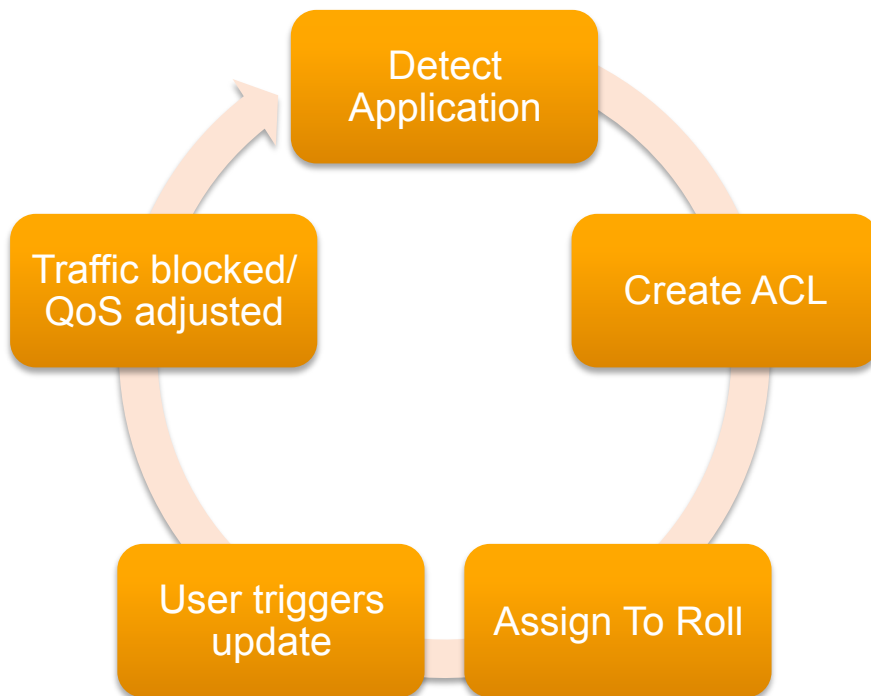 Detect
Application
Create ACL
Assign To Roll
User triggers
update
Traffic blocked/
QoS adjusted